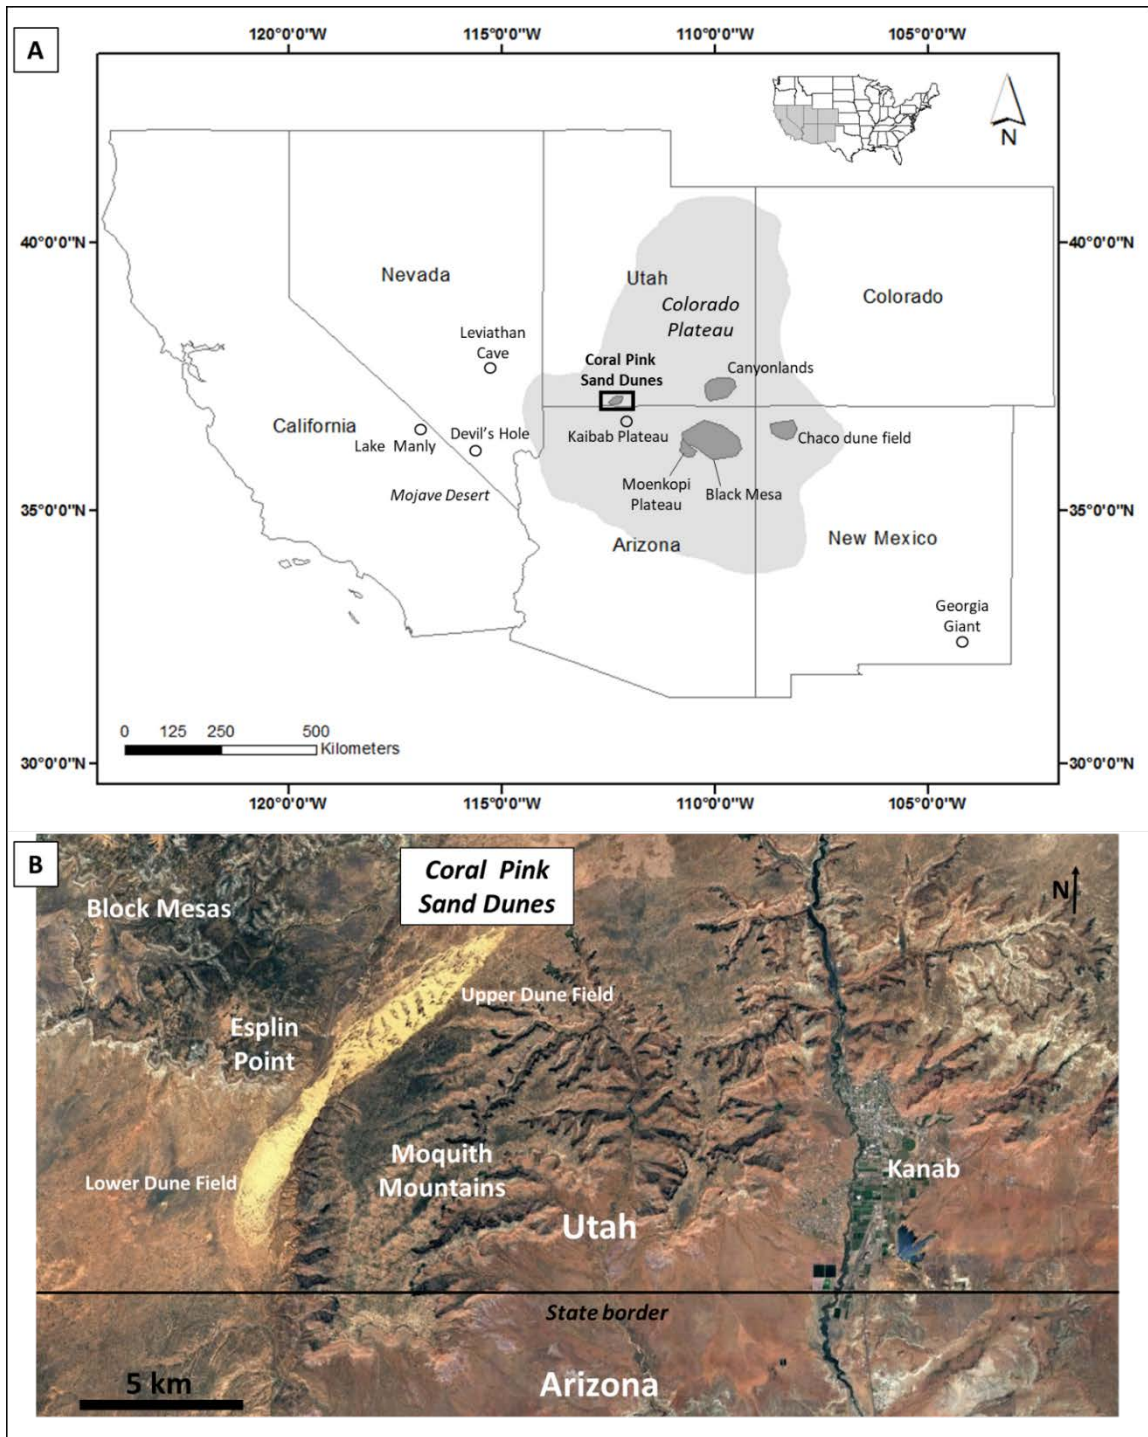 A
120°0'0"W
115°0'0"W
110°0'0"W
105°0'0"W
N
40°0'0"N
40°0'0"N
Nevada
Utah
Colorado
Plateau
Colorado
Leviathan
Cave
Coral Pink
Sand Dunes
Canyonlands
California
Lake Manly
Devil's Hole
Kaibab Plateau
Chaco dune field
Mojave Desert
Moenkopi
Plateau
Black Mesa
35°0'0"N
35°0'0"N
Arizona
New Mexico
Georgia
Giant
0 125 250 500
Kilometers
30°0'0"N
30°0'0"N
120°0'0"W
115°0'0"W
110°0'0"W
105°0'0"W
B
Coral Pink
Sand Dunes
N
Block Mesas
Upper Dune Field
Esplin
Point
Lower Dune Field
Moquith
Mountains
Kanab
Utah
State border
5 km
Arizona